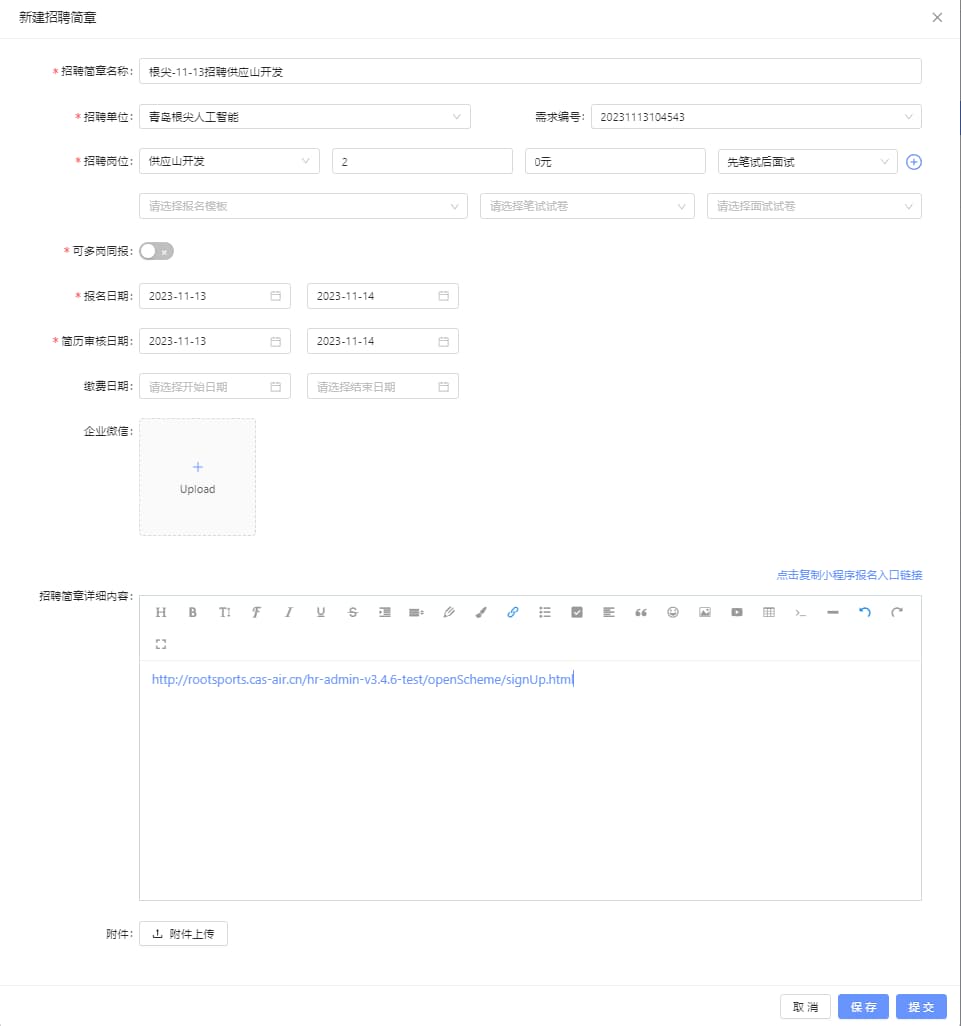 新建招聘简章
* 招聘简章名称: 根尖-11-13招聘供应山开发
* 招聘单位: 青岛根尖人工智能 需求编号: 20231113104543
* 招聘岗位: 供应山开发 2 0元 先笔试后面试
请选择报名模板 请选择笔试试卷 请选择面试试卷
* 可多岗同报:
* 报名日期: 2023-11-13 2023-11-14
* 简历审核日期: 2023-11-13 2023-11-14
缴费日期: 请选择开始日期 请选择结束日期
企业微信:
Upload
点击复制小程序报名入口链接
招聘简章详细内容:
http://rootsports.cas-air.cn/hr-admin-v3.4.6-test/openScheme/signUp.html
附件: 附件上传
取消 保存 提交